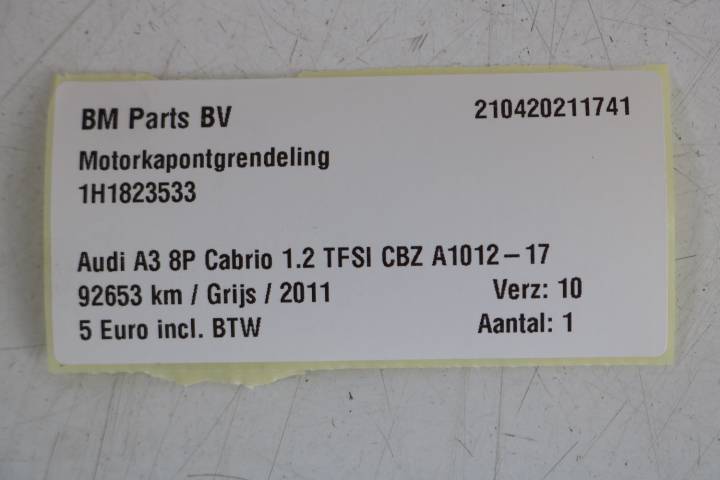 BM Parts BV 210420211741
Motorkapontgrendeling
1H1823533
Audi A3 8P Cabrio 1.2 TFSI CBZ A1012-17
92653 km / Grijs / 2011 Verz: 10
5 Euro incl. BTW Aantal: 1